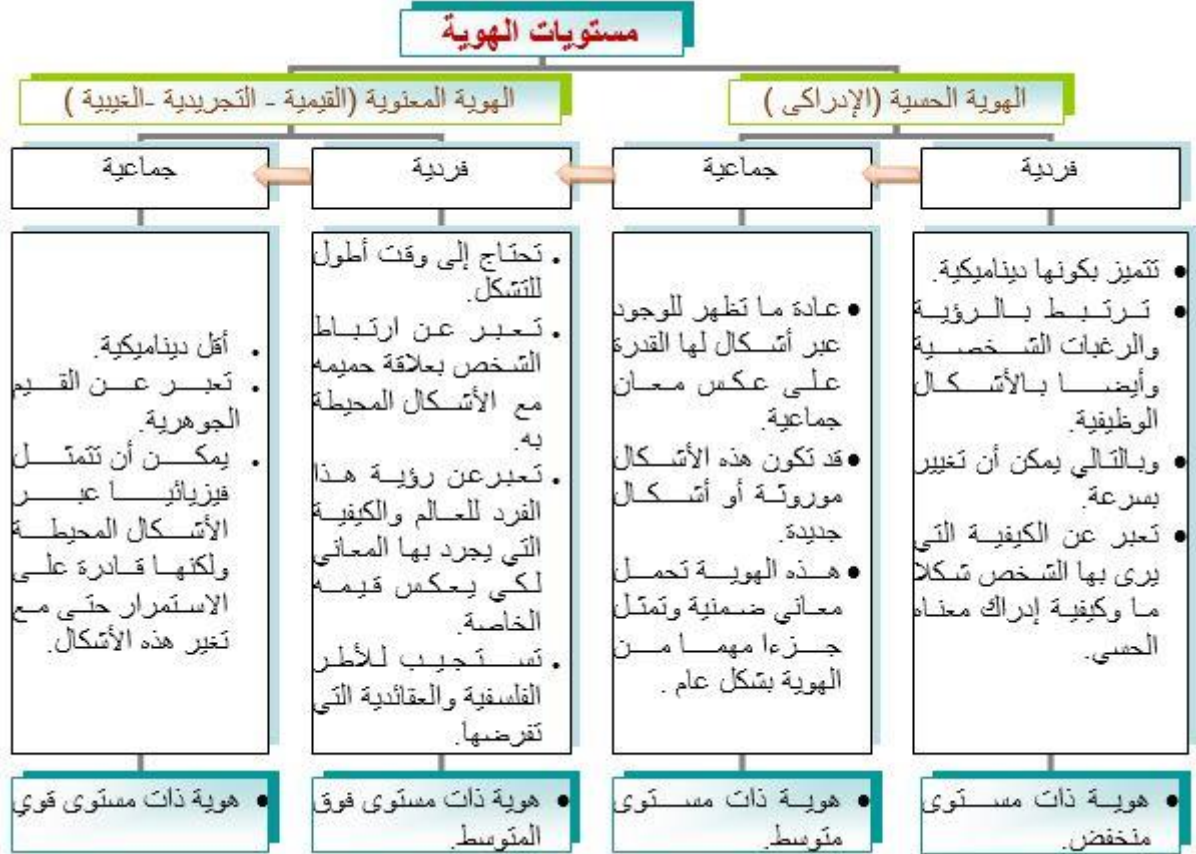 مستويات الهوية
الهوية الحسية (الإدراكى )
الهوية المعنوية (القيمية - التجريدية -الغيبية )
فردية
جماعية
فردية
جماعية
• تتميز بكونها ديناميكية.
• ترتبط بالرؤية
والرغبات الشخصية
وأيضا بالأشكال
الوظيفية.
• وبالتالي يمكن أن تغيير
بسرعة.
• تعبر عن الكيفية التي
يرى بها الشخص شكلا
ما وكيفية إدراك معناه
الحسي.
• عادة ما تظهر للوجود
عبر أشكال لها القدرة
على عكس معان
جماعية.
• قد تكون هذه الأشكال
موروثة أو أشكال
جديدة.
• هذه الهوية تحمل
معاني ضمنية وتمثل
جزءا مهما من
الهوية بشكل عام .
. تحتاج إلى وقت أطول
للتشكل.
. تعبر عن ارتباط
الشخص بعلاقة حميمه
مع الأشكال المحيطة
به.
. تعبرعن رؤية هذا
الفرد للعالم والكيفية
التي يجرد بها المعاني
لكي يعكس قيمه
الخاصة.
. تستجيب للأطر
الفلسفية والعقائدية التي
تفرضها.
. أقل ديناميكية.
. تعبر عن القيم
الجوهرية.
. يمكن أن تتمثل
فيزيائيا عبر
الأشكال المحيطة
ولكنها قادرة على
الاستمرار حتى مع
تغير هذه الأشكال.
• هوية ذات مستوى
منخفض.
• هوية ذات مستوى
متوسط.
• هوية ذات مستوى فوق
المتوسط.
• هوية ذات مستوى قوي